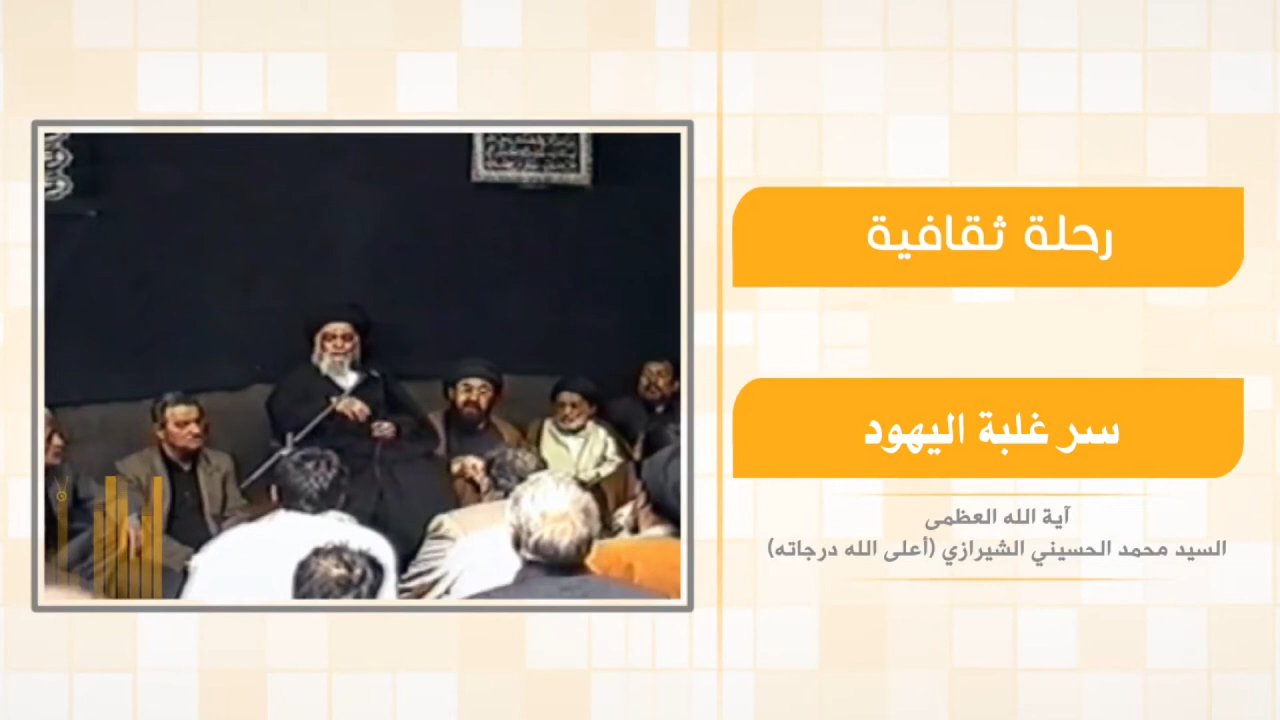 رحلة ثقافية
سر غلبة اليهود
آية الله العظمى
السيد محمد الحسيني الشيرازي (أعلى الله درجاته)